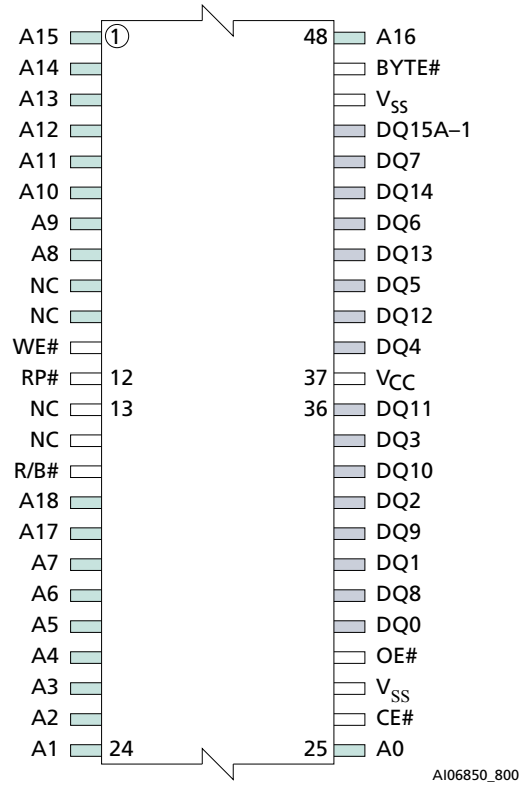 A15 1 48 A16
A14 BYTE#
A13 VSS
A12 DQ15A–1
A11 DQ7
A10 DQ14
A9 DQ6
A8 DQ13
NC DQ5
NC DQ12
WE# DQ4
RP# 12 37 VCC
NC 13 36 DQ11
NC DQ3
R/B# DQ10
A18 DQ2
A17 DQ9
A7 DQ1
A6 DQ8
A5 DQ0
A4 OE#
A3 VSS
A2 CE#
A1 24 25 A0
AI06850_800